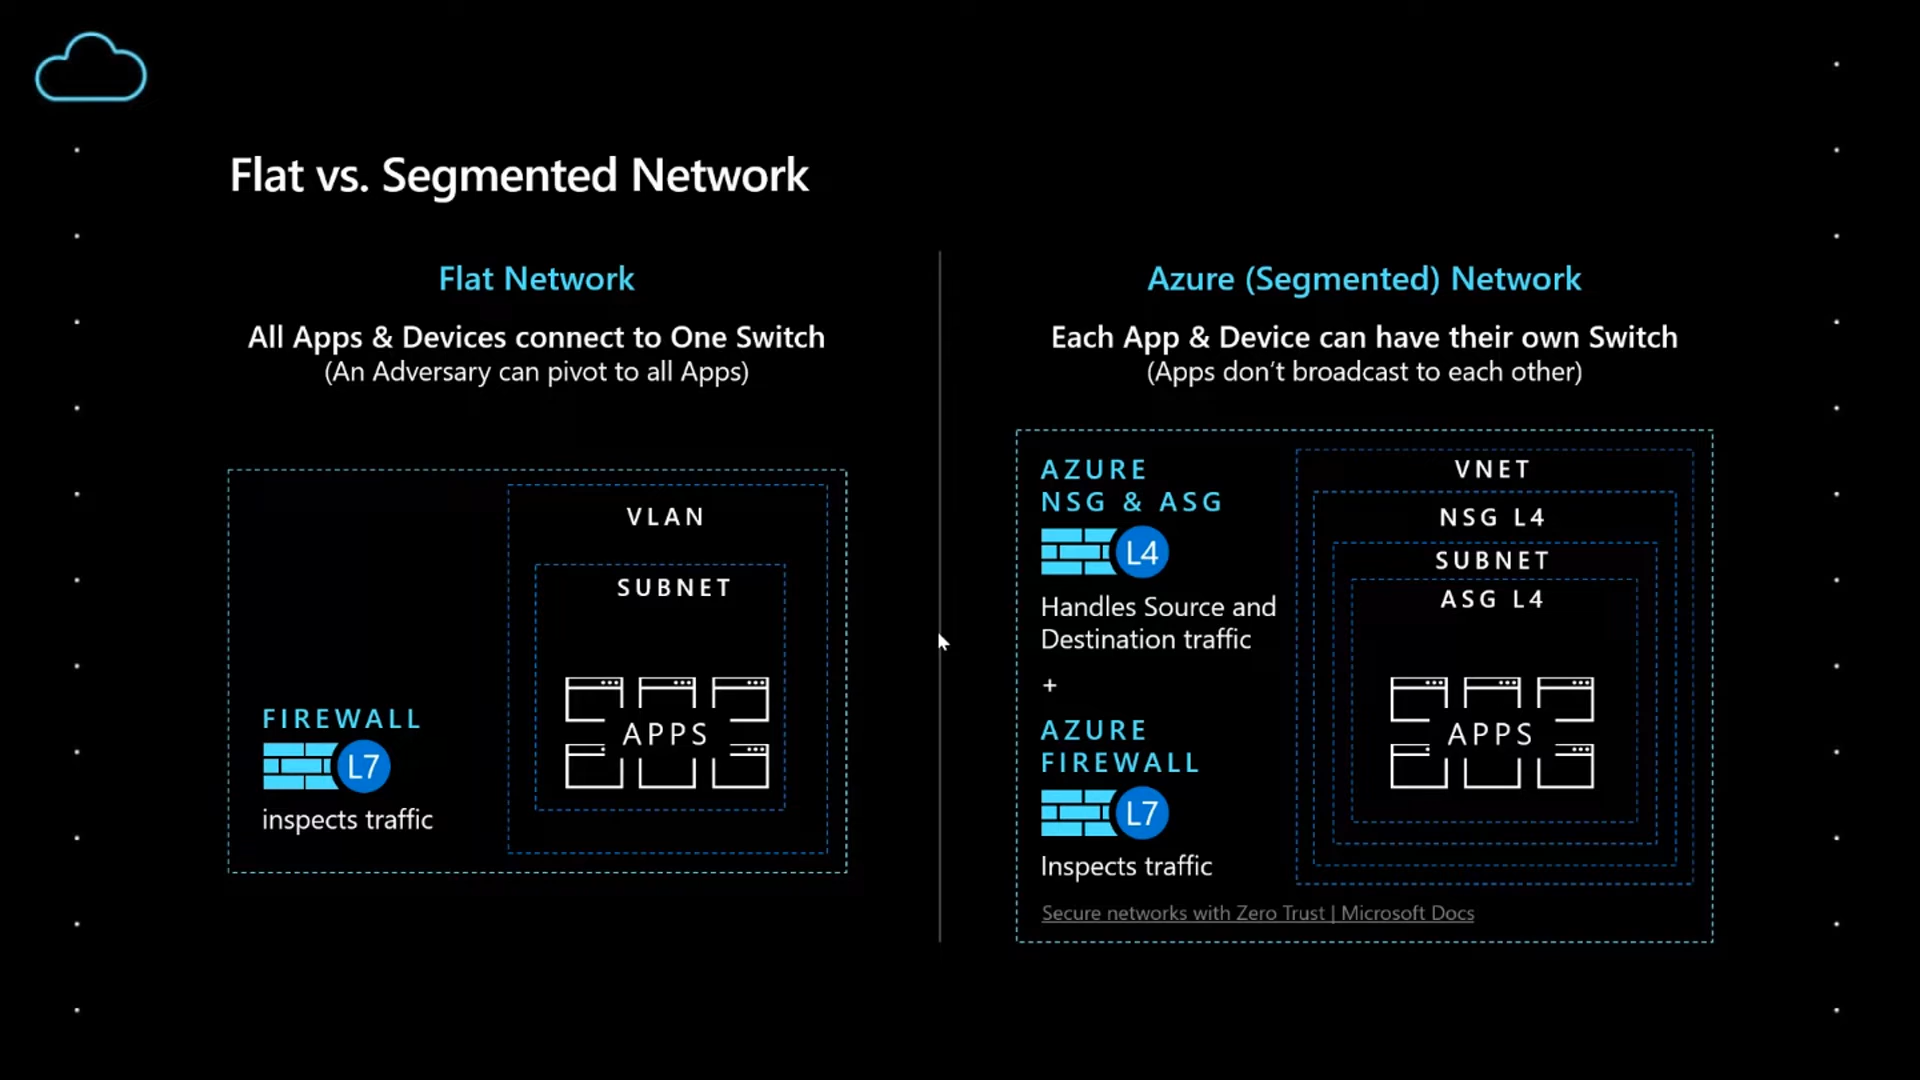 Flat vs. Segmented Network
Flat Network
All Apps & Devices connect to One Switch
(An Adversary can pivot to all Apps)
VLAN
SUBNET
APPS
FIREWALL
L7
inspects traffic
Azure (Segmented) Network
Each App & Device can have their own Switch
(Apps don't broadcast to each other)
AZURE
NSG & ASG
L4
Handles Source and
Destination traffic
+
AZURE
FIREWALL
L7
Inspects traffic
Secure networks with Zero Trust | Microsoft Docs
VNET
NSG L4
SUBNET
ASG L4
APPS